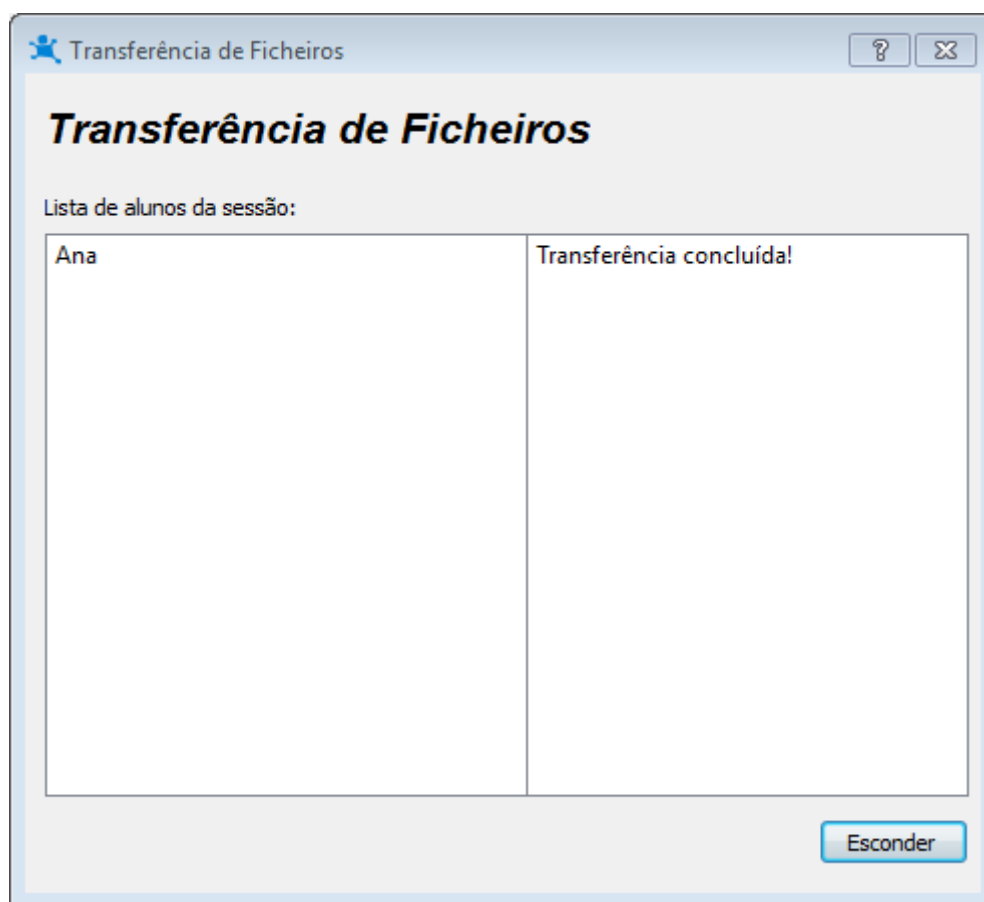 Transferência de Ficheiros
Transferência de Ficheiros
Lista de alunos da sessão:
Ana
Transferência concluída!
Esconder